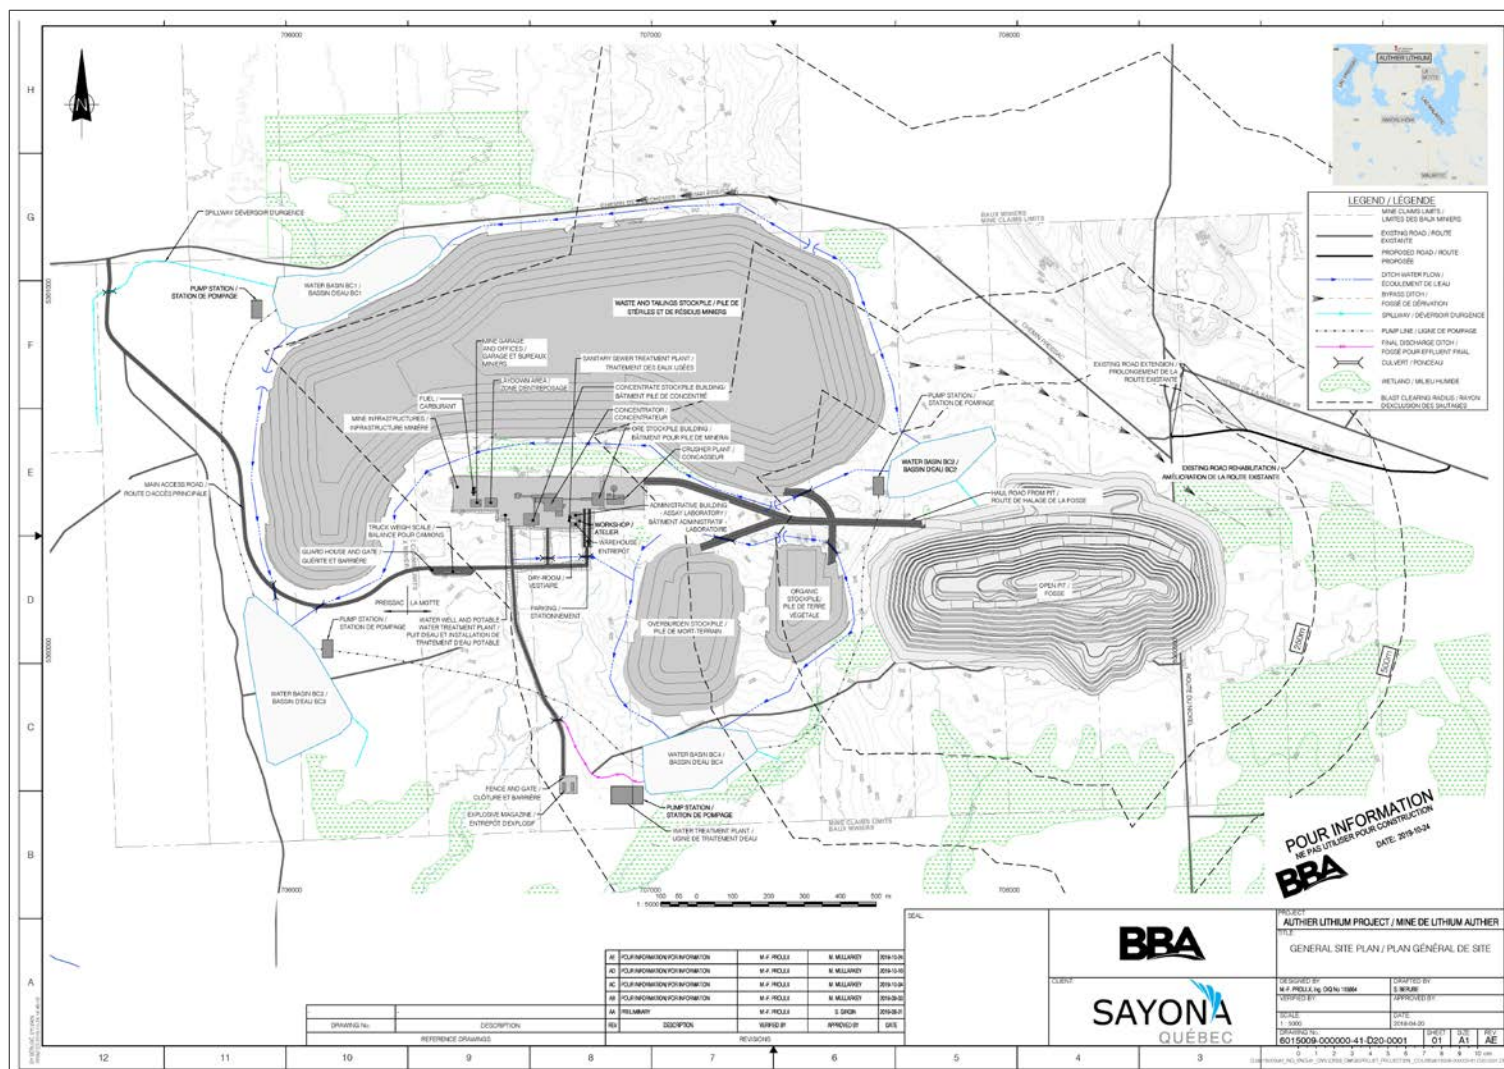 706000
707000
708000
H
G
F
E
D
C
B
A
N
AUTHIER LITHIUM
LEGEND / LÉGENDE
MINE CLAIMS LIMITS /
LIMITES DES BAUX MINIERS
EXISTING ROAD / ROUTE
EXISTANTE
PROPOSED ROAD / ROUTE
PROPOSÉE
DITCH WATER FLOW /
ÉCOULEMENT DE L'EAU
BYPASS DITCH /
FOSSÉ DE DÉRIVATION
SPILLWAY / DÉVERSOIR D'URGENCE
PUMP LINE / LIGNE DE POMPAGE
FINAL DISCHARGE DITCH /
FOSSÉ POUR EFFLUENT FINAL
CULVERT / PONCEAU
WETLAND / MILIEU HUMIDE
BLAST CLEARING RADIUS / RAYON
D'EXCLUSION DES SAUTAGES
SPILLWAY DÉVERSOIR D'URGENCE
BAUX MINIERS
MINE CLAIMS LIMITS
PUMP STATION /
STATION DE POMPAGE
WATER BASIN BC1 /
BASSIN D'EAU BC1
WASTE AND TAILINGS STOCKPILE / PILE DE
STÉRILES ET DE RÉSIDUS MINIERS
MINE GARAGE
AND OFFICES /
GARAGE ET BUREAUX
MINIERS
SANITARY SEWER TREATMENT PLANT /
TRAITEMENT DES EAUX USÉES
LAYDOWN AREA /
ZONE D'ENTREPOSAGE
CONCENTRATE STOCKPILE BUILDING /
BÂTIMENT PILE DE CONCENTRÉ
FUEL /
CARBURANT
CONCENTRATOR /
CONCENTRATEUR
MINE INFRASTRUCTURES /
INFRASTRUCTURE MINIÈRE
ORE STOCKPILE BUILDING /
BÂTIMENT POUR PILE DE MINERAI
CRUSHER PLANT /
CONCASSEUR
EXISTING ROAD EXTENSION /
PROLONGEMENT DE LA
ROUTE EXISTANTE
PUMP STATION /
STATION DE POMPAGE
WATER BASIN BC2 /
BASSIN D'EAU BC2
EXISTING ROAD REHABILITATION /
AMÉLIORATION DE LA ROUTE EXISTANTE
MAIN ACCESS ROAD /
ROUTE D'ACCÈS PRINCIPALE
HAUL ROAD FROM PIT /
ROUTE DE HALAGE DE LA FOSSE
ADMINISTRATIVE BUILDING
- ASSAY LABORATORY /
BÂTIMENT ADMINISTRATIF -
LABORATOIRE
TRUCK WEIGH SCALE /
BALANCE POUR CAMIONS
WORKSHOP /
ATELIER
WAREHOUSE
ENTREPÔT
GUARD HOUSE AND GATE /
GUÉRITE ET BARRIÈRE
DRY-ROOM /
VESTIAIRE
PREISSAC
LA MOTTE
PARKING /
STATIONNEMENT
OPEN PIT /
FOSSE
ORGANIC
STOCKPILE/
PILE DE TERRE
VÉGÉTALE
OVERBURDEN STOCKPILE /
PILE DE MORT-TERRAIN
PUMP STATION /
STATION DE POMPAGE
WATER WELL AND POTABLE
WATER TREATMENT PLANT /
PUIT D'EAU ET INSTALLATION DE
TRAITEMENT D'EAU POTABLE
250m
500m
WATER BASIN BC3 /
BASSIN D'EAU BC3
ROUTE DU NICKEL
WATER BASIN BC4 /
BASSIN D'EAU BC4
FENCE AND GATE /
CLÔTURE ET BARRIÈRE
EXPLOSIVE MAGAZINE /
ENTREPÔT D'EXPLOSIF
PUMP STATION /
STATION DE POMPAGE
WATER TREATMENT PLANT /
USINE DE TRAITEMENT D'EAU
MINE CLAIMS LIMITS
BAUX MINIERS
POUR INFORMATION
NE PAS UTILISER POUR CONSTRUCTION
DATE: 2019-10-24
BBA
706000
707000
708000
1 : 5000
100 50 0 100 200 300 400 500 m
SEAL
BBA
CLIENT:
SAYONA
QUÉBEC
PROJECT
AUTHIER LITHIUM PROJECT / MINE DE LITHIUM AUTHIER
TITLE
GENERAL SITE PLAN / PLAN GÉNÉRAL DE SITE
DESIGNED BY
DRAFTED BY
VERIFIED BY
APPROVED BY
SCALE
1 : 5000
DATE
DRAWING No.
SHEET
SIZE
REV
6015009-000000-41-D20-0001
01
A1
AE
AE POUR INFORMATION/FOR INFORMATION M.-F. PROULX M. MULLARKEY 2019-10-24
AD POUR INFORMATION/FOR INFORMATION M.-F. PROULX M. MULLARKEY
AC POUR INFORMATION/FOR INFORMATION M.-F. PROULX M. MULLARKEY
AB POUR INFORMATION/FOR INFORMATION M.-F. PROULX M. MULLARKEY
AA PRELIMINARY M.-F. PROULX
REV DESCRIPTION VERIFIED BY APPROVED BY DATE
REVISIONS
DRAWING No. DESCRIPTION
REFERENCE DRAWINGS
12 11 10 9 8 7 6 5 4 3